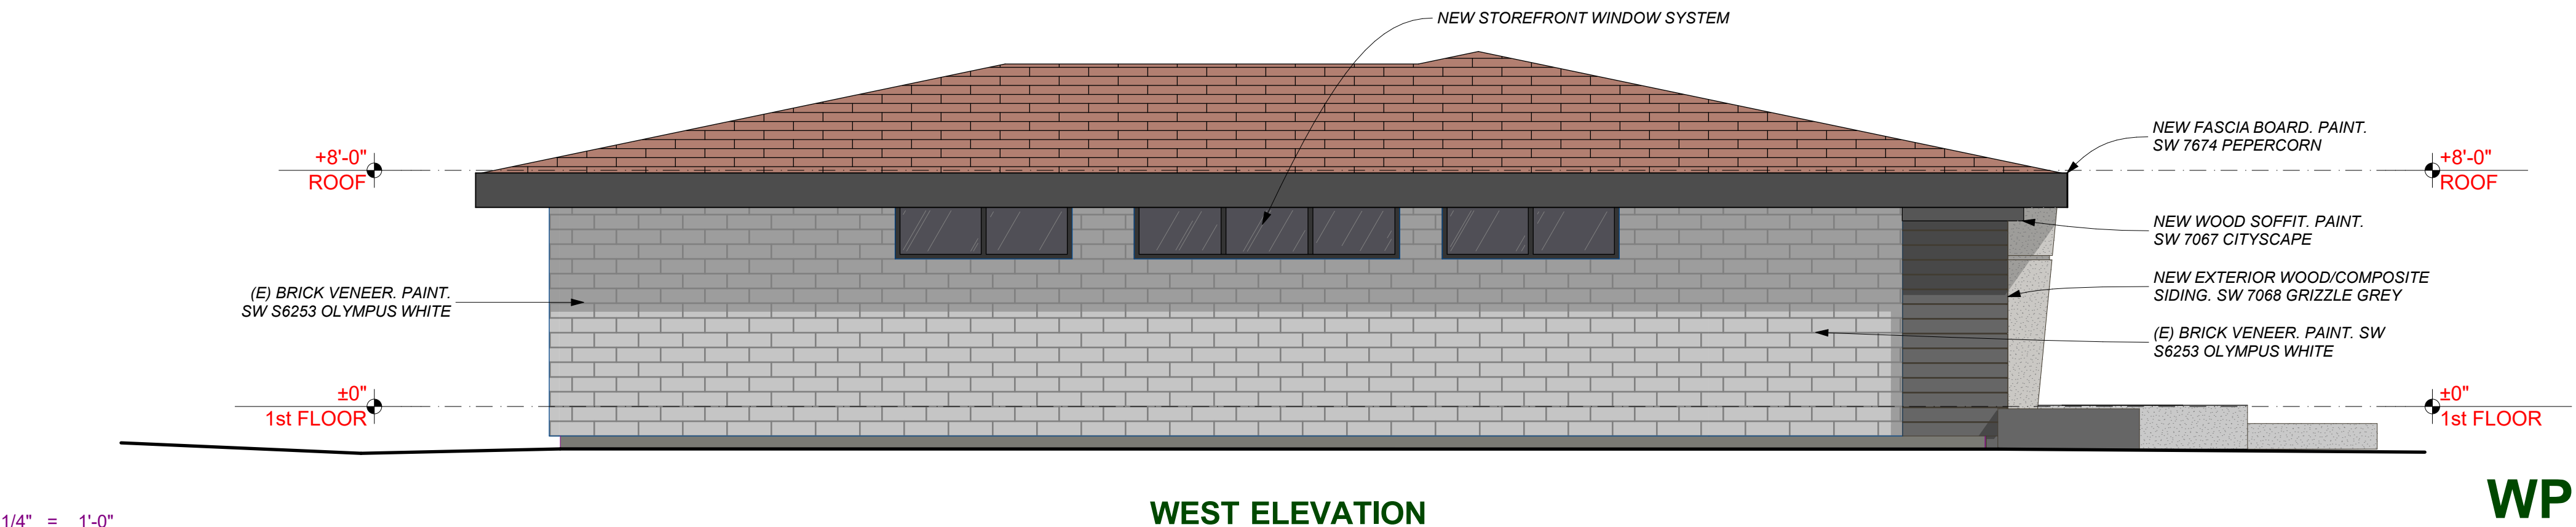 NEW STOREFRONT WINDOW SYSTEM
NEW FASCIA BOARD. PAINT.
SW 7674 PEPERCORN
+8'-0"
ROOF
+8'-0"
ROOF
NEW WOOD SOFFIT. PAINT.
SW 7067 CITYSCAPE
NEW EXTERIOR WOOD/COMPOSITE
SIDING. SW 7068 GRIZZLE GREY
(E) BRICK VENEER. PAINT.
SW S6253 OLYMPUS WHITE
(E) BRICK VENEER. PAINT. SW
S6253 OLYMPUS WHITE
±0"
1st FLOOR
±0"
1st FLOOR
WEST ELEVATION
WP
1/4" = 1'-0"